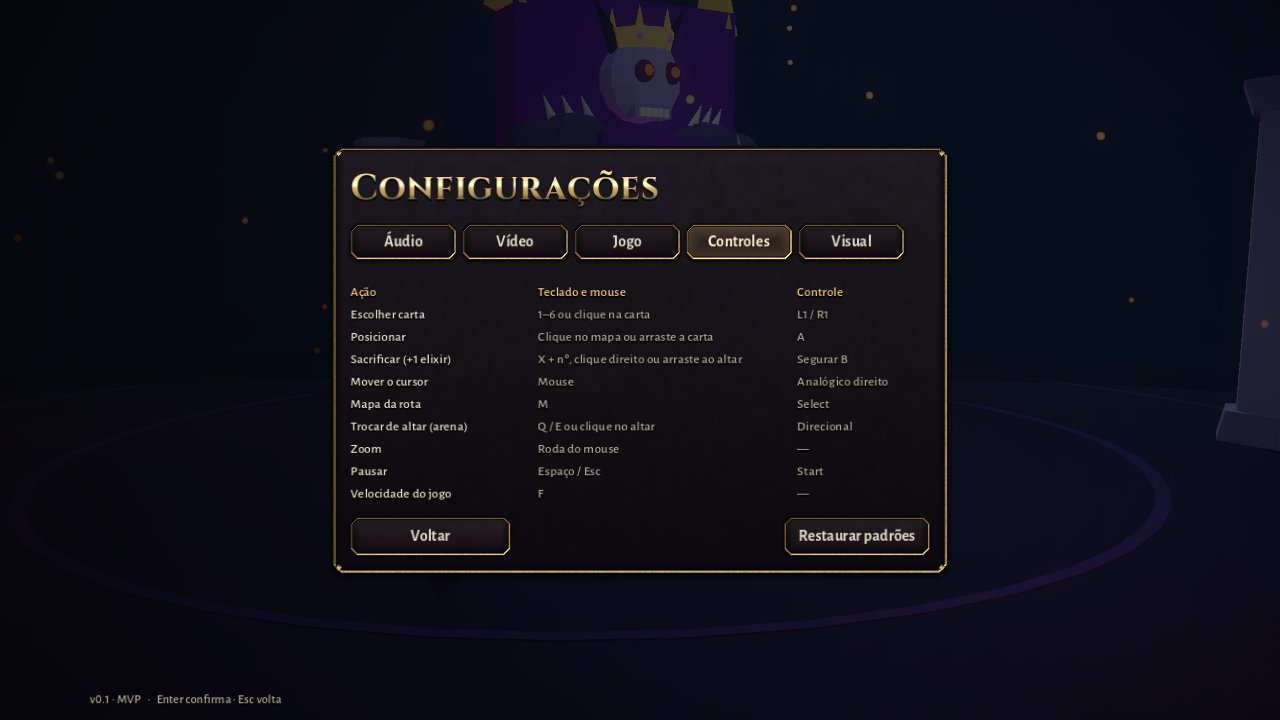 Configurações
Áudio Vídeo Jogo Controles Visual
Ação Teclado e mouse Controle
Escolher carta 1–6 ou clique na carta L1 / R1
Posicionar Clique no mapa ou arraste a carta A
Sacrificar (+1 elixir) X + nº, clique direito ou arraste ao altar Segurar B
Mover o cursor Mouse Analógico direito
Mapa da rota M Select
Trocar de altar (arena) Q / E ou clique no altar Direcional
Zoom Roda do mouse —
Pausar Espaço / Esc Start
Velocidade do jogo F —
Voltar Restaurar padrões
v0.1 · MVP · Enter confirma · Esc volta